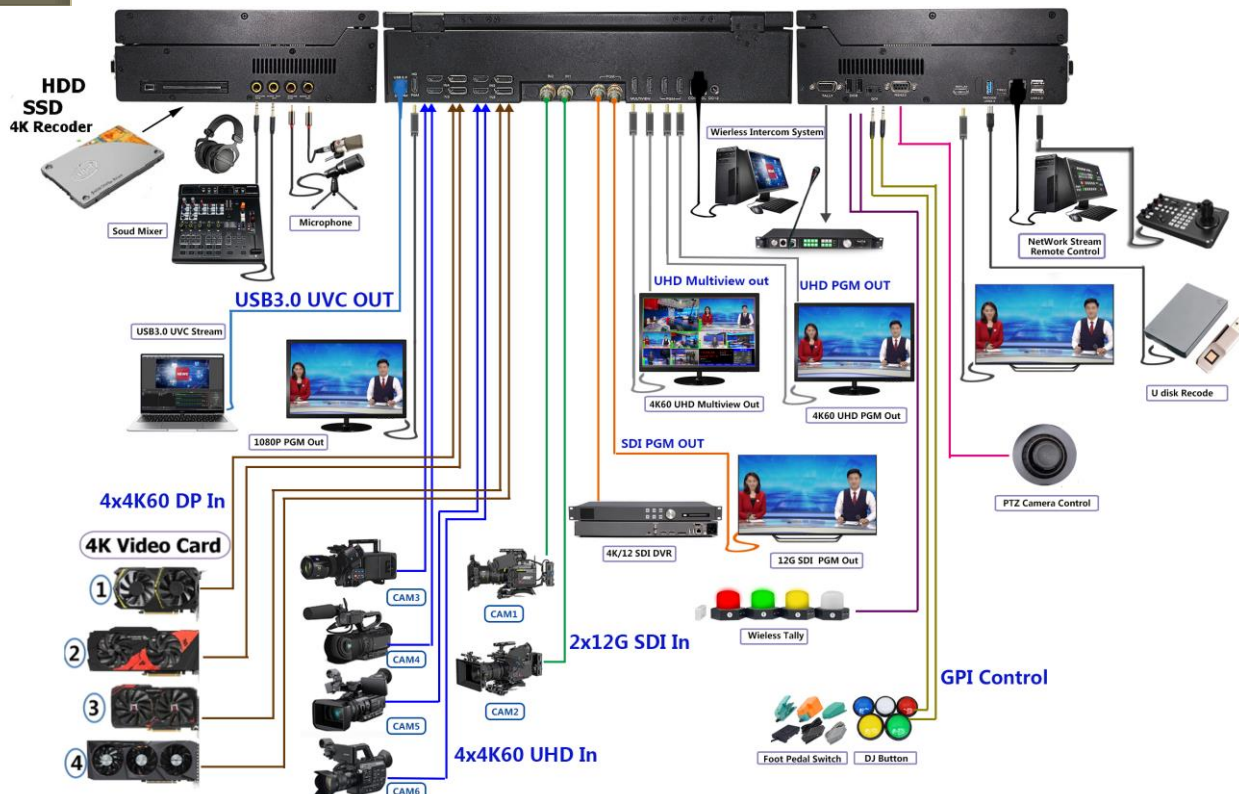 HDD
SSD
4K Recoder
Soud Mixer
Microphone
USB3.0 UVC OUT
USB3.0 UVC Stream
1080P PGM Out
4x4K60 DP In
4K Video Card
1
2
3
4
CAM3
CAM4
CAM5
CAM6
CAM1
CAM2
2x12G SDI In
4x4K60 UHD In
Wierless Intercom System
UHD Multiview out
UHD PGM OUT
4K60 UHD Multiview Out
4K60 UHD PGM Out
SDI PGM OUT
4K/12 SDI DVR
12G SDI PGM Out
Wieless Tally
NetWork Stream
Remote Control
U disk Recode
PTZ Camera Control
GPI Control
Foot Pedal Switch
DJ Button